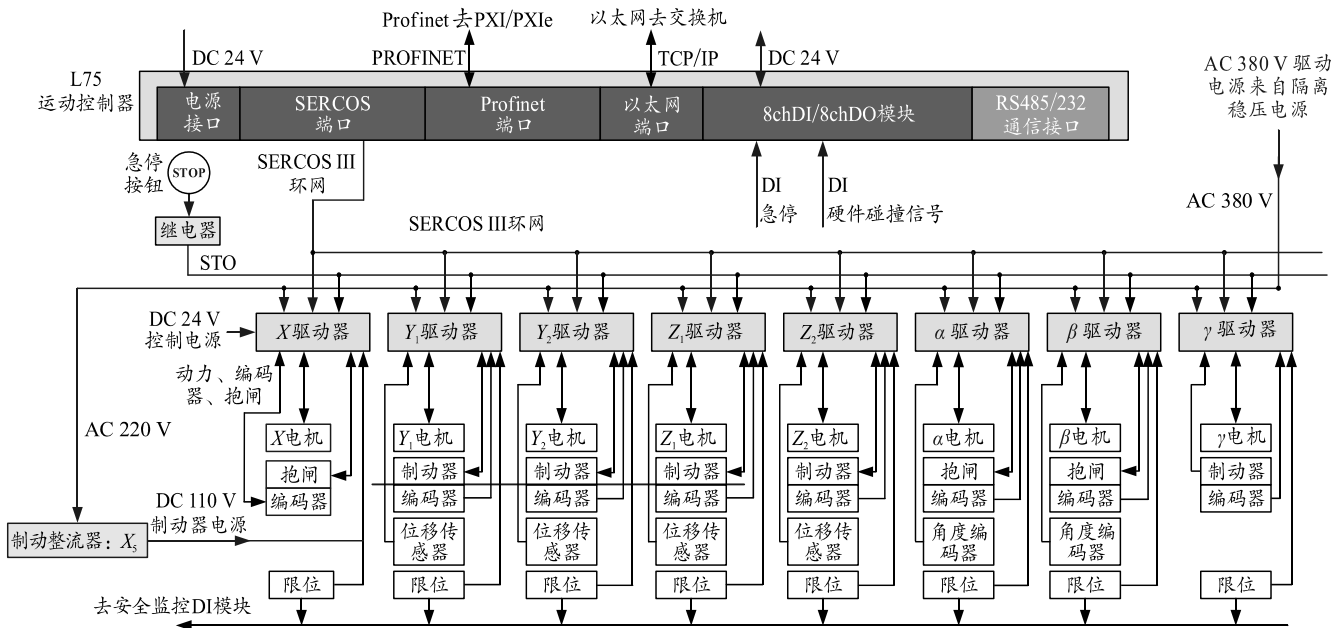 Profinet去PXI/PXIe
以太网去交换机
DC 24 V
PROFINET
TCP/IP
DC 24 V
AC 380 V 驱动
电源来自隔离
稳压电源
L75
运动控制器
电源
接口
SERCOS
端口
Profinet
端口
以太网
端口
8chDI/8chDO模块
RS485/232
通信接口
急停
按钮
STOP
SERCOS III
环网
DI
急停
DI
硬件碰撞信号
AC 380 V
继电器
SERCOS III环网
STO
DC 24 V
控制电源
X驱动器
Y₁驱动器
Y₂驱动器
Z₁驱动器
Z₂驱动器
α驱动器
β驱动器
γ驱动器
动力、编码
器、抱闸
AC 220 V
X电机
Y₁电机
Y₂电机
Z₁电机
Z₂电机
α电机
β电机
γ电机
抱闸
制动器
制动器
制动器
制动器
抱闸
抱闸
制动器
编码器
编码器
编码器
编码器
编码器
编码器
编码器
编码器
DC 110 V
制动器电源
制动整流器：X₅
位移传
感器
位移传
感器
位移传
感器
位移传
感器
角度编
码器
角度编
码器
限位
限位
限位
限位
限位
限位
限位
限位
去安全监控DI模块